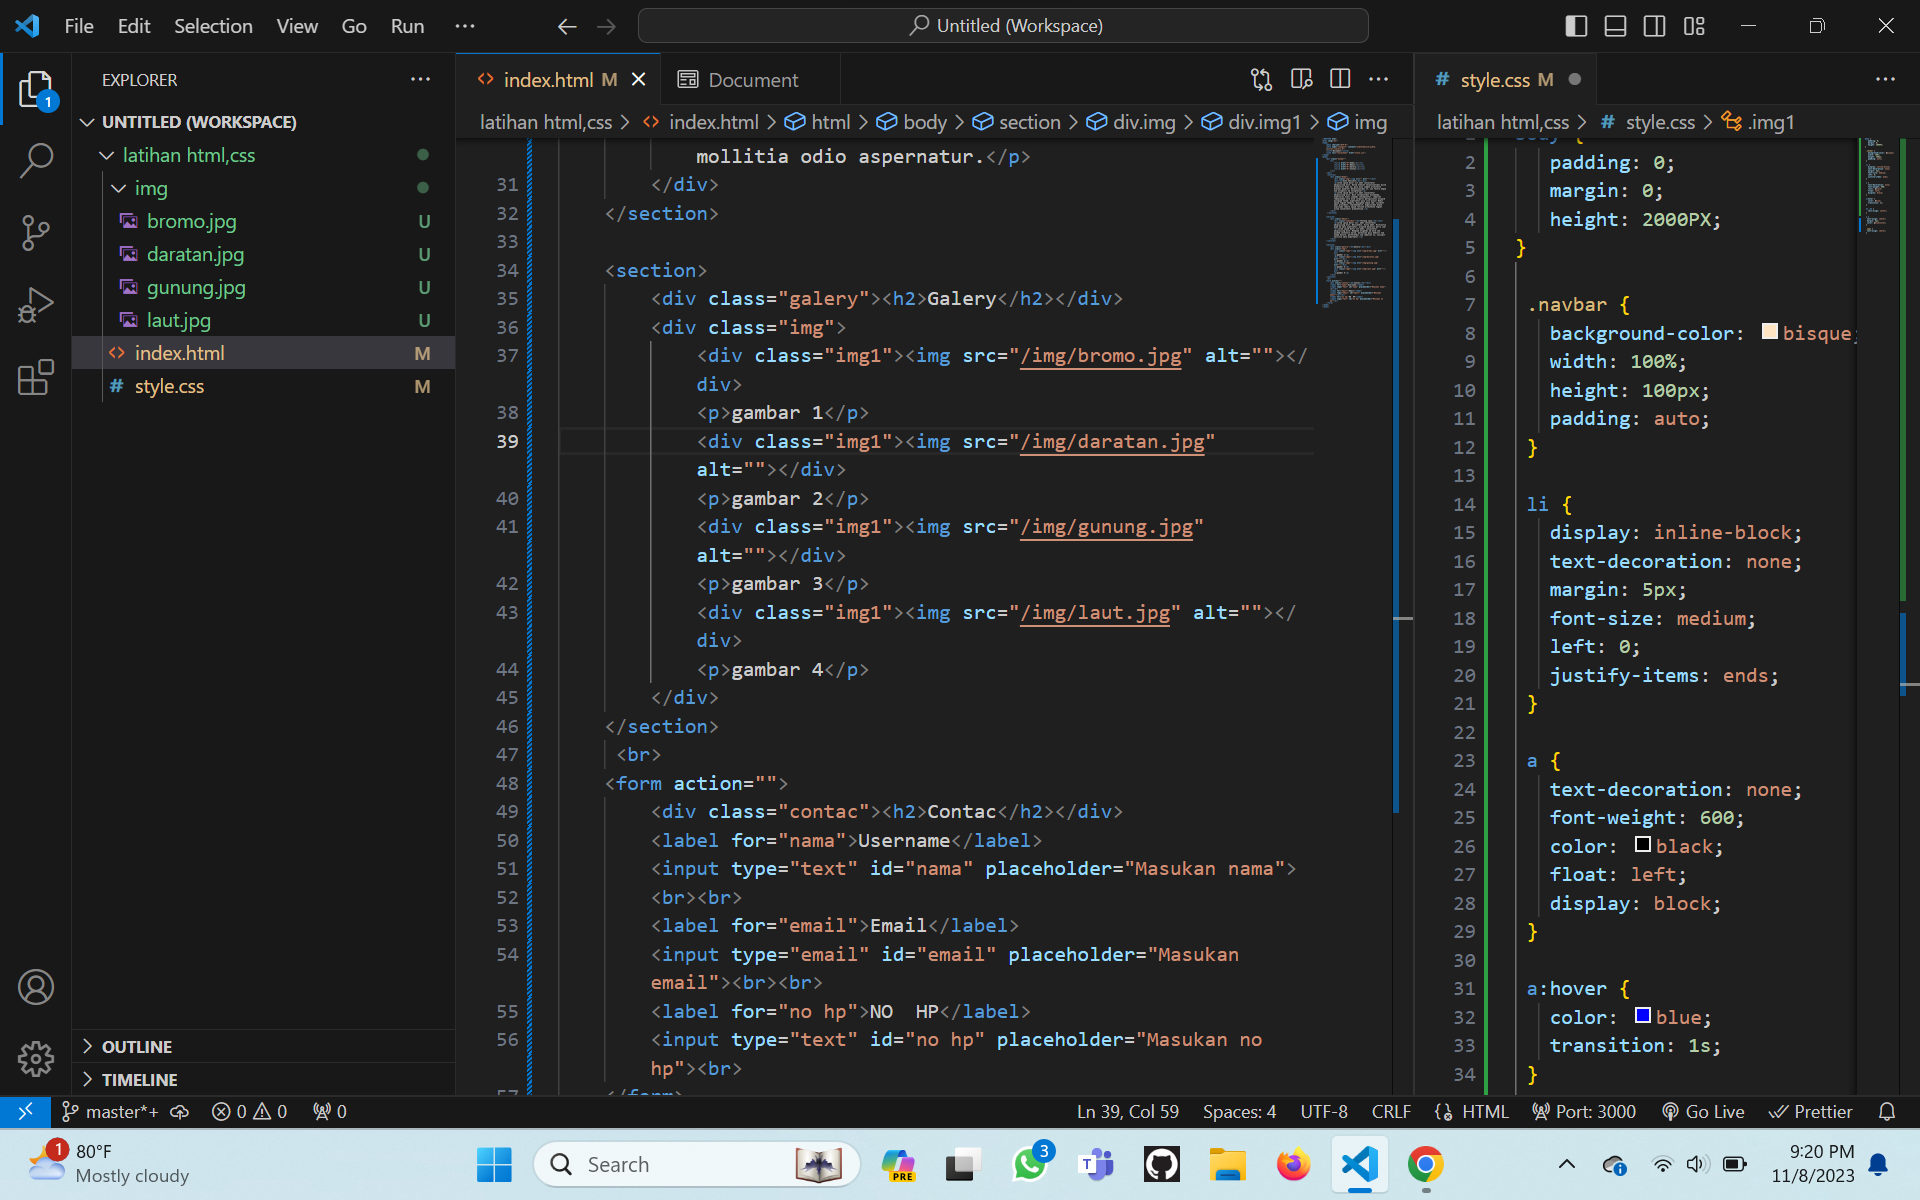 File Edit Selection View Go Run ··· Untitled (Workspace)
EXPLORER ···
1
UNTITLED (WORKSPACE)
latihan html,css
img
bromo.jpg U
daratan.jpg U
gunung.jpg U
laut.jpg U
<> index.html M
# style.css M
OUTLINE
TIMELINE
<> index.html M Document
latihan html,css > <> index.html > html > body > section > div.img > div.img1 > img
mollitia odio aspernatur.</p>
31 </div>
32 </section>
33
34 <section>
35 <div class="galery"><h2>Galery</h2></div>
36 <div class="img">
37 <div class="img1"><img src="/img/bromo.jpg" alt=""></
div>
38 <p>gambar 1</p>
39 <div class="img1"><img src="/img/daratan.jpg"
alt=""></div>
40 <p>gambar 2</p>
41 <div class="img1"><img src="/img/gunung.jpg"
alt=""></div>
42 <p>gambar 3</p>
43 <div class="img1"><img src="/img/laut.jpg" alt=""></
div>
44 <p>gambar 4</p>
45 </div>
46 </section>
47 <br>
48 <form action="">
49 <div class="contac"><h2>Contac</h2></div>
50 <label for="nama">Username</label>
51 <input type="text" id="nama" placeholder="Masukan nama">
52 <br><br>
53 <label for="email">Email</label>
54 <input type="email" id="email" placeholder="Masukan
email"><br><br>
55 <label for="no hp">NO  HP</label>
56 <input type="text" id="no hp" placeholder="Masukan no
hp"><br>
57 </form>
# style.css M
latihan html,css > # style.css > .img1
1 body {
2 padding: 0;
3 margin: 0;
4 height: 2000PX;
5 }
6
7 .navbar {
8 background-color: bisque;
9 width: 100%;
10 height: 100px;
11 padding: auto;
12 }
13
14 li {
15 display: inline-block;
16 text-decoration: none;
17 margin: 5px;
18 font-size: medium;
19 left: 0;
20 justify-items: ends;
21 }
22
23 a {
24 text-decoration: none;
25 font-weight: 600;
26 color: black;
27 float: left;
28 display: block;
29 }
30
31 a:hover {
32 color: blue;
33 transition: 1s;
34 }
master*+ 0 0 0 Ln 39, Col 59 Spaces: 4 UTF-8 CRLF HTML Port: 3000 Go Live Prettier
1 80°F
Mostly cloudy
Search
PRE
3
T
9:20 PM
11/8/2023